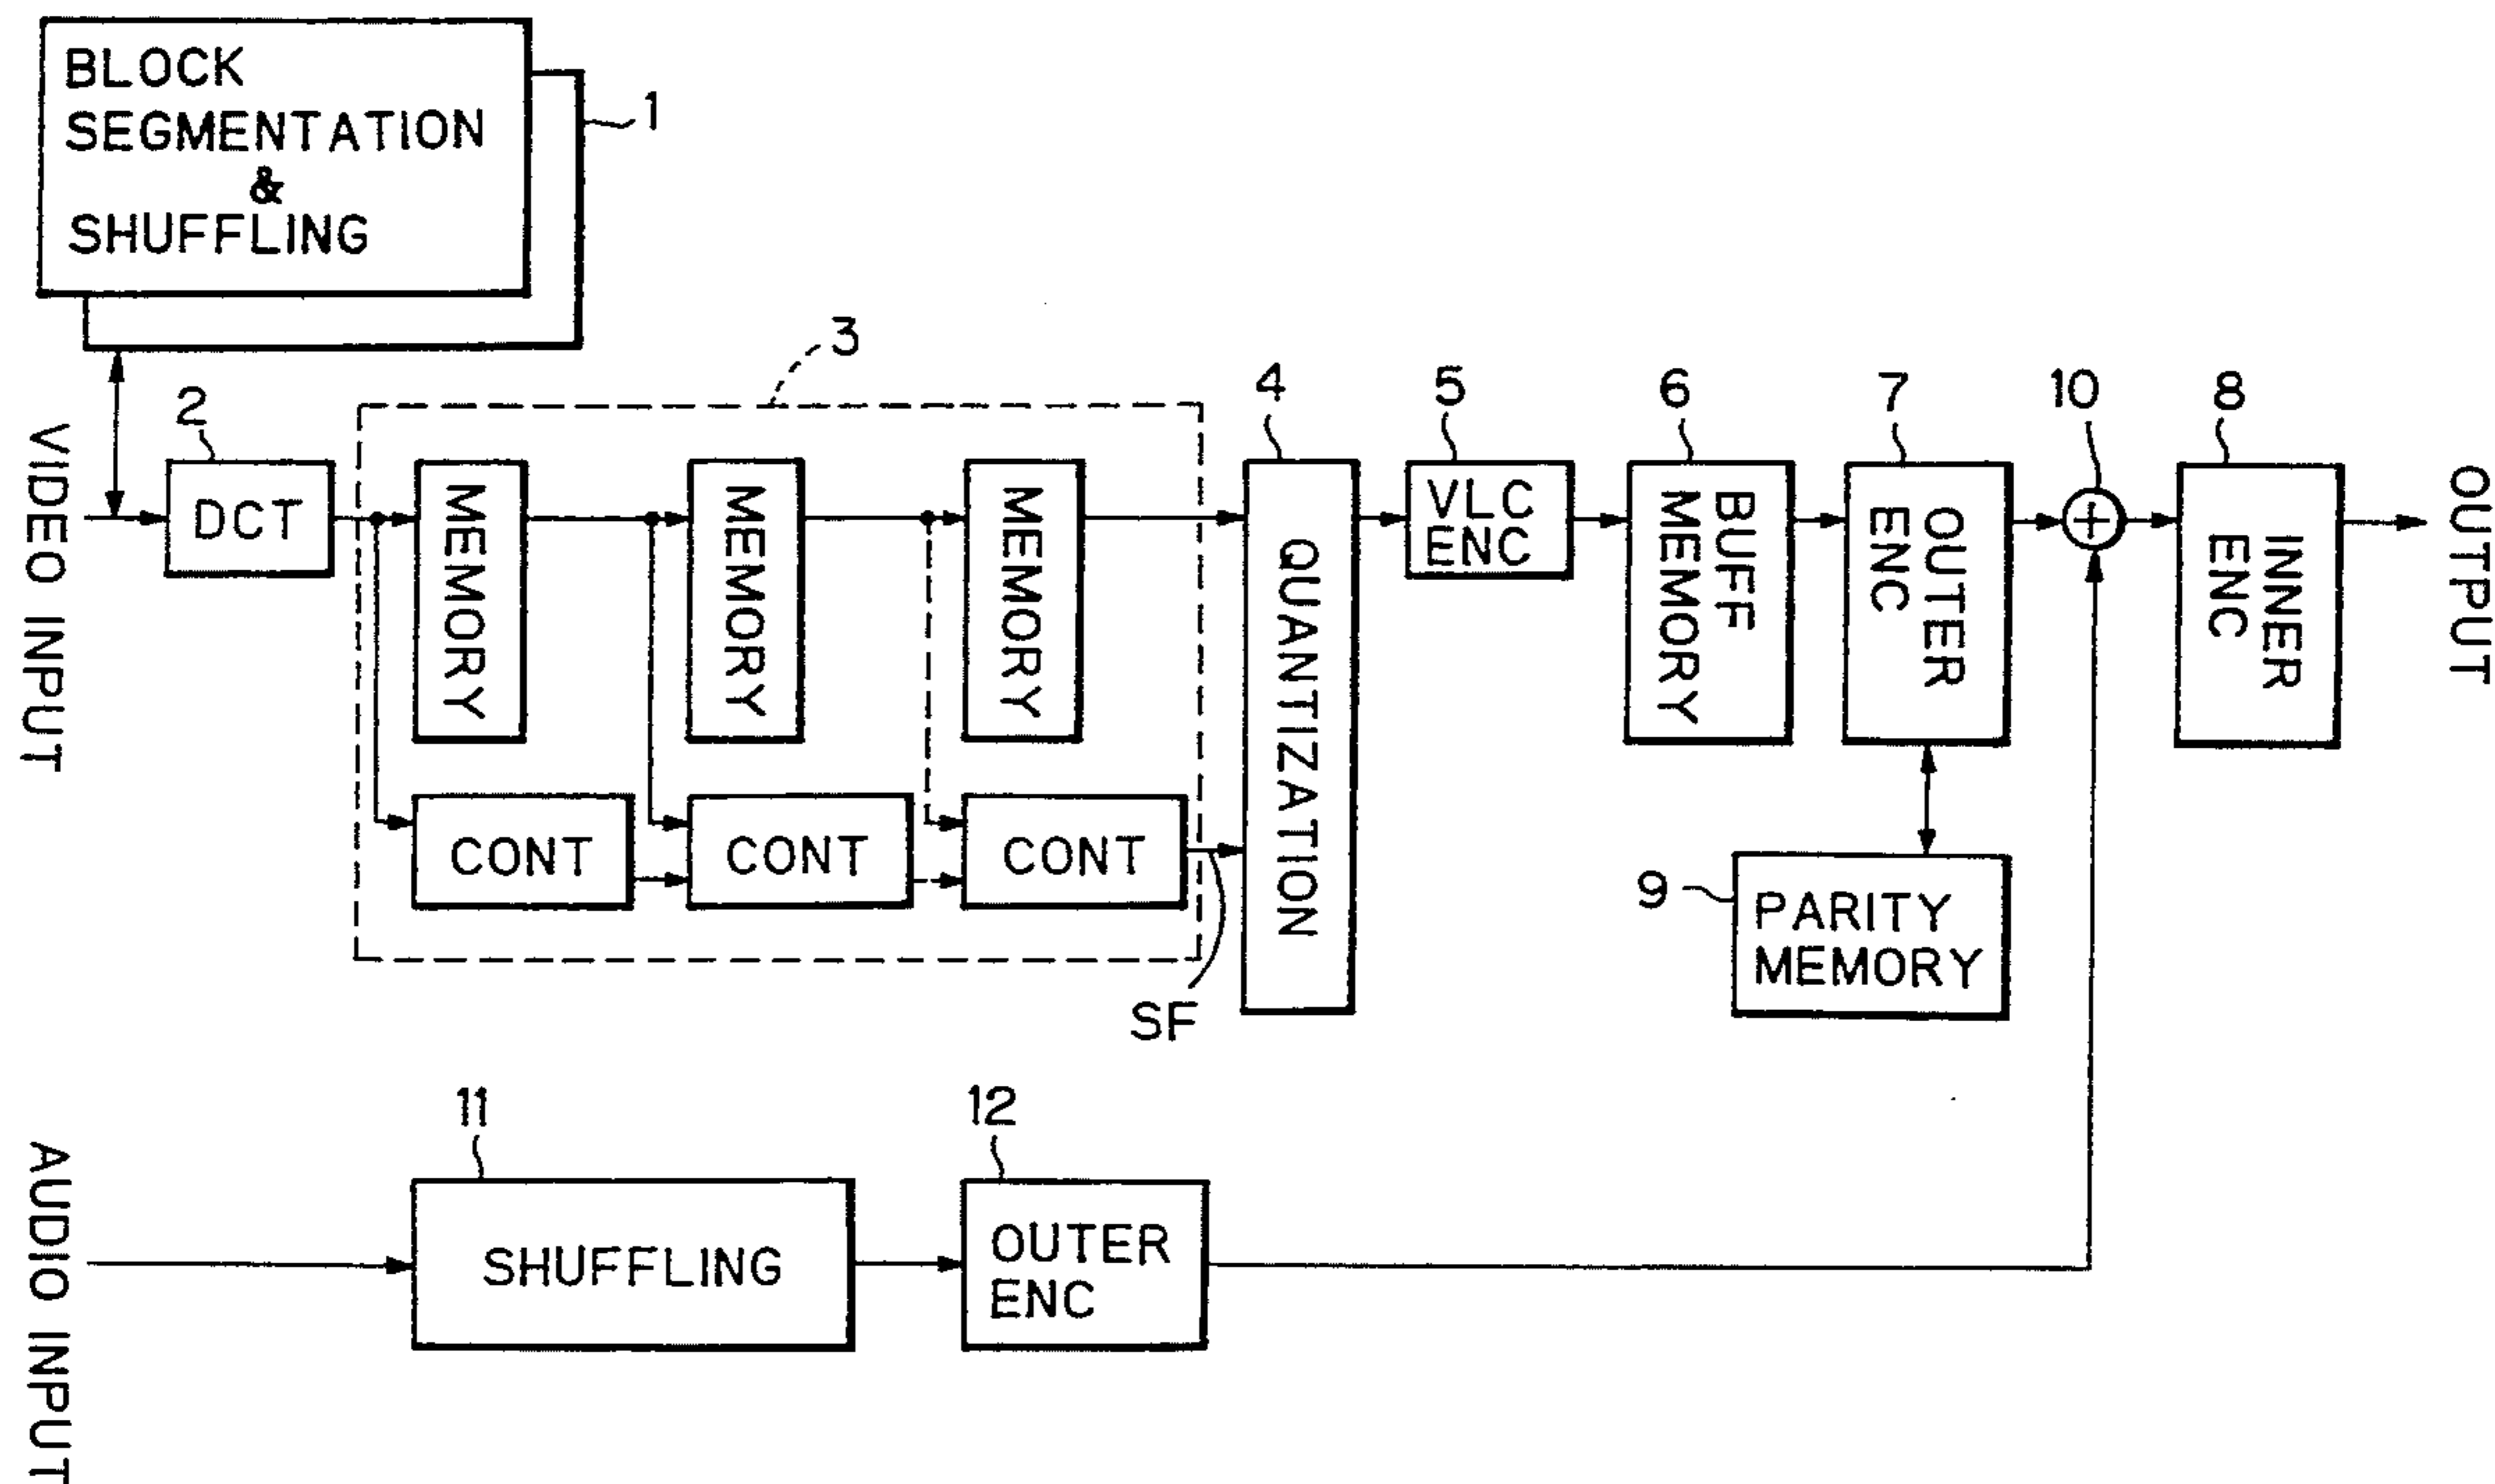 BLOCK
SEGMENTATION
&
SHUFFLING
1
VIDEO INPUT
2
DCT
3
MEMORY
MEMORY
MEMORY
CONT
CONT
CONT
SF
4
QUANTIZATION
5
VLC
ENC
6
BUFF
MEMORY
7
OUTER
ENC
10
8
INNER
ENC
OUTPUT
9
PARITY
MEMORY
AUDIO INPUT
11
SHUFFLING
12
OUTER
ENC